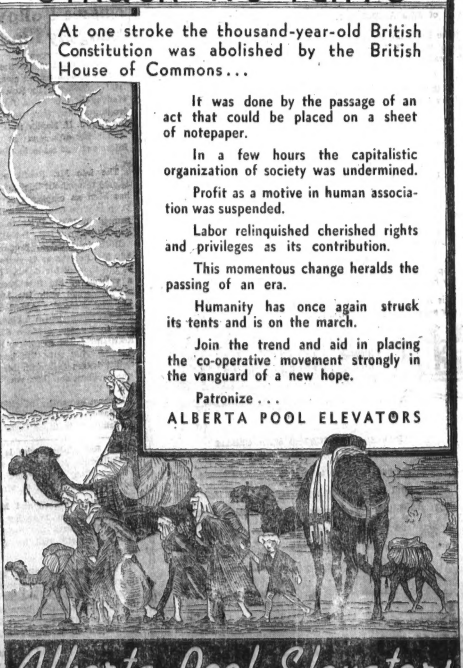 At one stroke the thousand-year-old British
Constitution was abolished by the British
House of Commons...
It was done by the passage of an
act that could be placed on a sheet
of notepaper.
In a few hours the capitalistic
organization of society was undermined.
Profit as a motive in human associa-
tion was suspended.
Labor relinquished cherished rights
and privileges as its contribution.
This momentous change heralds the
passing of an era.
Humanity has once again struck
its tents and is on the march.
Join the trend and aid in placing
the co-operative movement strongly in
the vanguard of a new hope.
Patronize...
ALBERTA POOL ELEVATORS
Alberta Pool